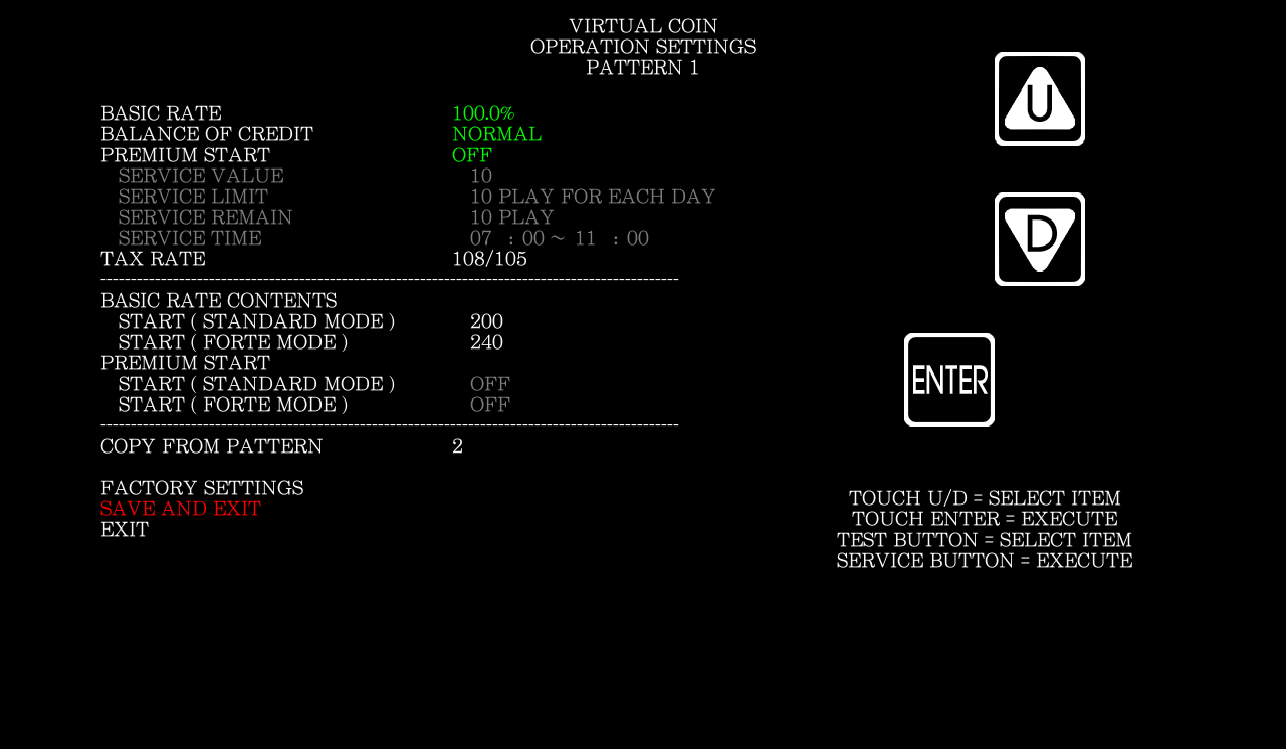 VIRTUAL COIN
OPERATION SETTINGS
PATTERN 1
BASIC RATE 100.0%
BALANCE OF CREDIT NORMAL
PREMIUM START OFF
SERVICE VALUE 10
SERVICE LIMIT 10 PLAY FOR EACH DAY
SERVICE REMAIN 10 PLAY
SERVICE TIME 07 : 00 ~ 11 : 00
TAX RATE 108/105
BASIC RATE CONTENTS
START ( STANDARD MODE ) 200
START ( FORTE MODE ) 240
PREMIUM START
START ( STANDARD MODE ) OFF
START ( FORTE MODE ) OFF
COPY FROM PATTERN 2
FACTORY SETTINGS
SAVE AND EXIT
EXIT
U
D
ENTER
TOUCH U/D = SELECT ITEM
TOUCH ENTER = EXECUTE
TEST BUTTON = SELECT ITEM
SERVICE BUTTON = EXECUTE